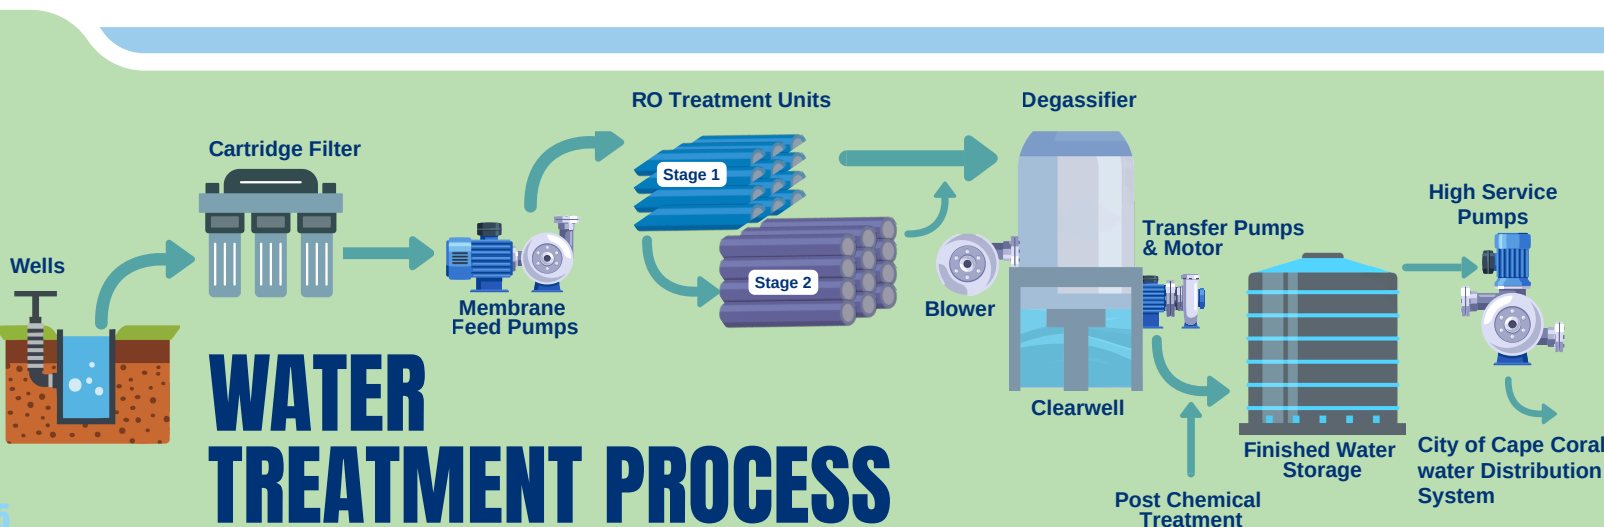 RO Treatment Units
Degassifier
Cartridge Filter
Stage 1
High Service
Pumps
Transfer Pumps
& Motor
Wells
Stage 2
Membrane
Feed Pumps
Blower
WATER
TREATMENT PROCESS
Clearwell
Finished Water
Storage
City of Cape Coral
water Distribution
System
Post Chemical
Treatment
5